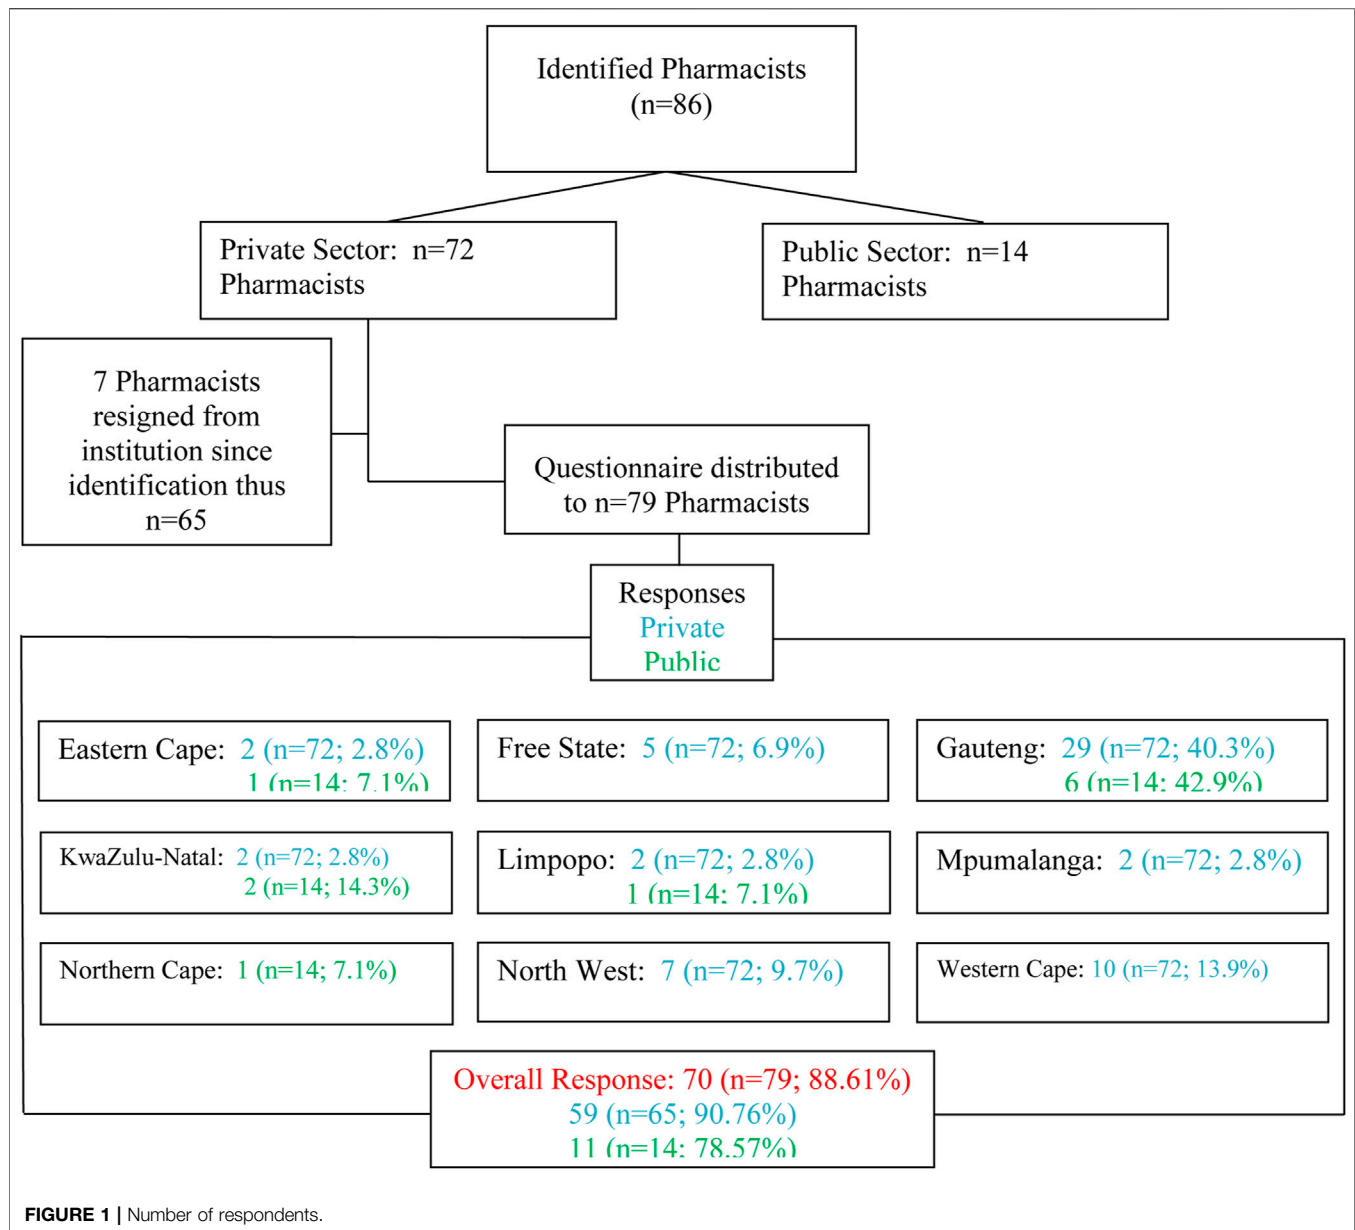 Identified Pharmacists
(n=86)
Private Sector: n=72
Pharmacists
Public Sector: n=14
Pharmacists
7 Pharmacists
resigned from
institution since
identification thus
n=65
Questionnaire distributed
to n=79 Pharmacists
Responses
Private
Public
Eastern Cape: 2 (n=72; 2.8%)
1 (n=14; 7.1%)
Free State: 5 (n=72; 6.9%)
Gauteng: 29 (n=72; 40.3%)
6 (n=14; 42.9%)
KwaZulu-Natal: 2 (n=72; 2.8%)
2 (n=14; 14.3%)
Limpopo: 2 (n=72; 2.8%)
1 (n=14; 7.1%)
Mpumalanga: 2 (n=72; 2.8%)
Northern Cape: 1 (n=14; 7.1%)
North West: 7 (n=72; 9.7%)
Western Cape: 10 (n=72; 13.9%)
Overall Response: 70 (n=79; 88.61%)
59 (n=65; 90.76%)
11 (n=14; 78.57%)
FIGURE 1 | Number of respondents.